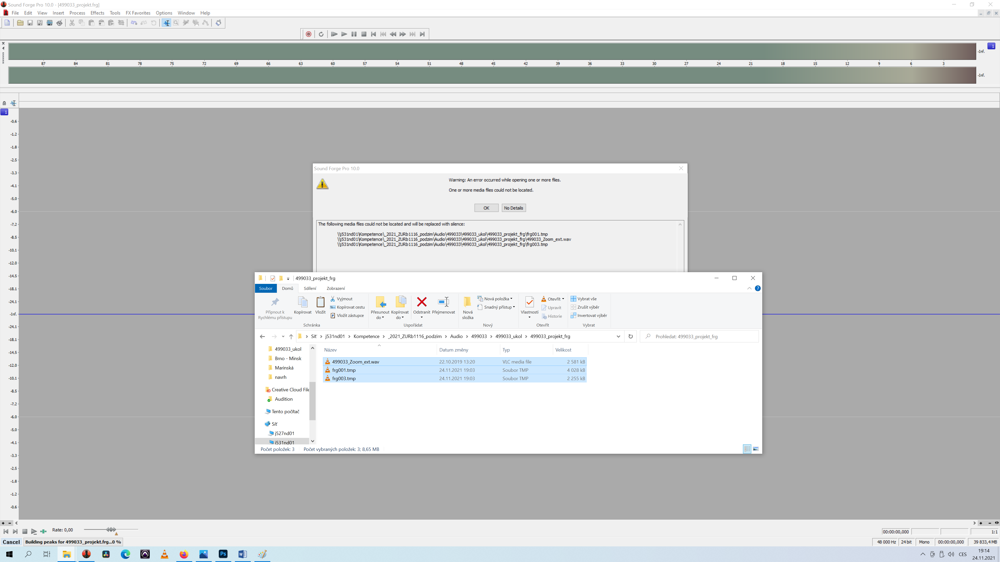 Sound Forge Pro 10.0 - [499033_projekt.frg]
File Edit View Insert Process Effects Tools FX Favorites Options Window Help
-Inf. 1
87 84 81 78 75 72 69 66 63 60 57 54 51 48 45 42 39 36 33 30 27 24 21 18 15 12 9 6 3
-Inf.
1
-0,6
-1,2
-1,8
-2,5
-3,3
-4,1
-5,0
-6,0
-7,2
-8,5
-10,1
-12,0
-14,5
-18,1
-24,1
-Inf.
-24,1
-18,1
-14,5
-12,0
-10,1
-8,5
-7,2
-6,0
-5,0
-4,1
-3,3
-2,5
-1,8
-1,2
-0,6
Sound Forge Pro 10.0
Warning: An error occurred while opening one or more files.
One or more media files could not be located.
OK No Details
The following media files could not be located and will be replaced with silence:
\\j531nd01\Kompetence\_2021_ZURb1116_podzim\Audio\499033\499033_ukol\499033_projekt_frg\frg001.tmp
\\j531nd01\Kompetence\_2021_ZURb1116_podzim\Audio\499033\499033_ukol\499033_projekt_frg\499033_Zoom_ext.wav
\\j531nd01\Kompetence\_2021_ZURb1116_podzim\Audio\499033\499033_ukol\499033_projekt_frg\frg003.tmp
499033_projekt_frg
Soubor Domů Sdílení Zobrazení
Připnout k
Rychlému přístupu
Kopírovat
Vložit
Vyjmout
Kopírovat cestu
Vložit zástupce
Schránka
Přesunout
do
Kopírovat
do
Odstranit
Přejmenovat
Uspořádat
Nová
složka
Nová položka
Snadný přístup
Nový
Vlastnosti
Otevřít
Upravit
Historie
Otevřít
Vybrat vše
Zrušit výběr
Invertovat výběr
Vybrat
Síť j531nd01 Kompetence _2021_ZURb1116_podzim Audio 499033 499033_ukol 499033_projekt_frg
Prohledat: 499033_projekt_frg
499033_ukol
Brno - Minsk
Marinská
navrh
Creative Cloud File
Audition
Tento počítač
Síť
j527nd01
j531nd01
Název Datum změny Typ Velikost
499033_Zoom_ext.wav 22.10.2019 13:20 VLC media file 2 581 kB
frg001.tmp 24.11.2021 19:03 Soubor TMP 4 028 kB
frg003.tmp 24.11.2021 19:03 Soubor TMP 2 255 kB
Počet položek: 3 Počet vybraných položek: 3; 8,65 MB
Rate: 0,00
00:00:00,000 1:1
Cancel Building peaks for 499033_projekt.frg...0 %
48 000 Hz 24 bit Mono 00:00:00,000 39 833,4 MB
Ps
CES
19:14
24.11.2021